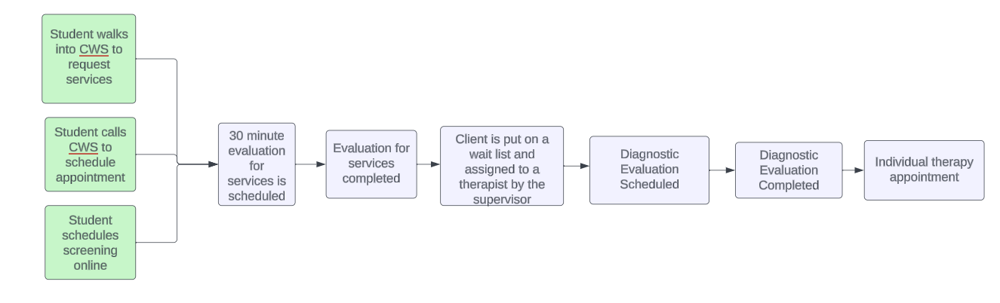 Student walks
into CWS to
request
services
Student calls
CWS to
schedule
appointment
Student
schedules
screening
online
30 minute
evaluation
for
services is
scheduled
Evaluation for
services
completed
Client is put on a
wait list and
assigned to a
therapist by the
supervisor
Diagnostic
Evaluation
Scheduled
Diagnostic
Evaluation
Completed
Individual therapy
appointment